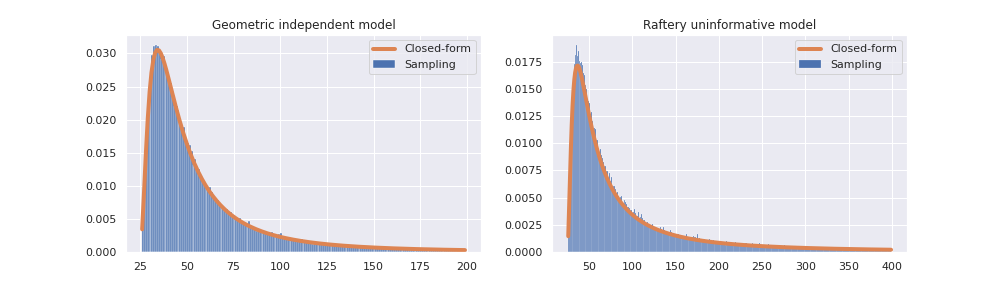 Geometric independent model
Closed-form
Sampling
0.030
0.025
0.020
0.015
0.010
0.005
0.000
25 50 75 100 125 150 175 200
Raftery uninformative model
Closed-form
Sampling
0.0175
0.0150
0.0125
0.0100
0.0075
0.0050
0.0025
0.0000
50 100 150 200 250 300 350 400